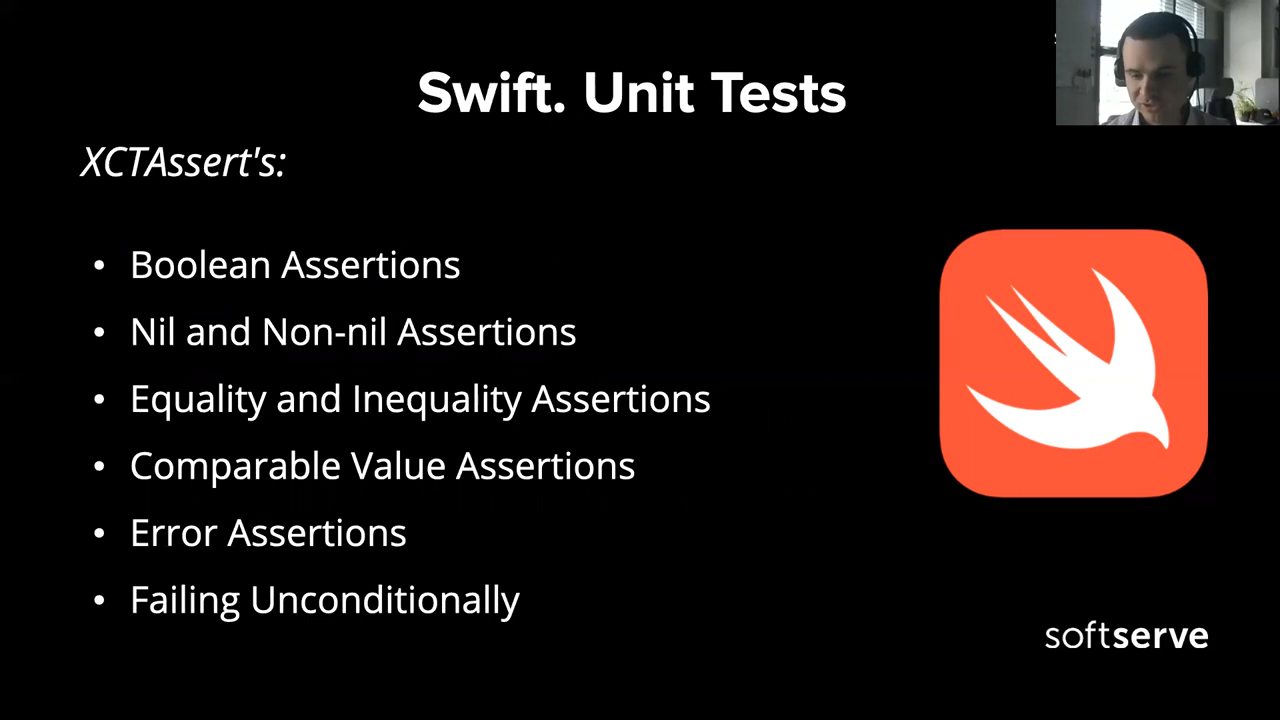 Swift. Unit Tests
XCTAssert's:
• Boolean Assertions
• Nil and Non-nil Assertions
• Equality and Inequality Assertions
• Comparable Value Assertions
• Error Assertions
• Failing Unconditionally
softserve